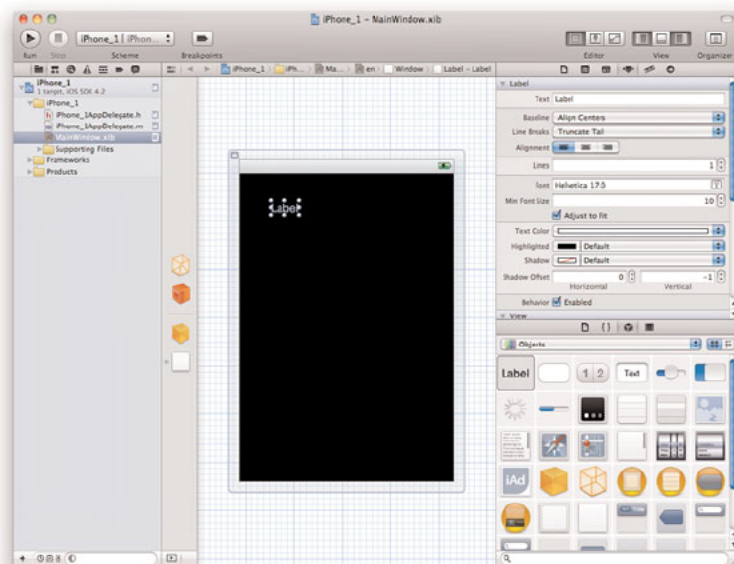 iPhone_1 - MainWindow.xib
iPhone_1 | iPhon...
Run Stop Scheme Breakpoints Editor View Organizer
iPhone_1 iPh... Ma... en Window Label - Label
iPhone_1
1 target, iOS SDK 4.2
iPhone_1
iPhone_1AppDelegate.h
iPhone_1AppDelegate.m
MainWindow.xib
Supporting Files
Frameworks
Products
Label
Label
Text Label
Baseline Align Centers
Line Breaks Truncate Tail
Alignment
Lines 1
Font Helvetica 17.0
Min Font Size 10
Adjust to fit
Text Color
Highlighted Default
Shadow Default
Shadow Offset 0 -1
Horizontal Vertical
Behavior Enabled
View
Objects
Label 1 2 Text
iAd